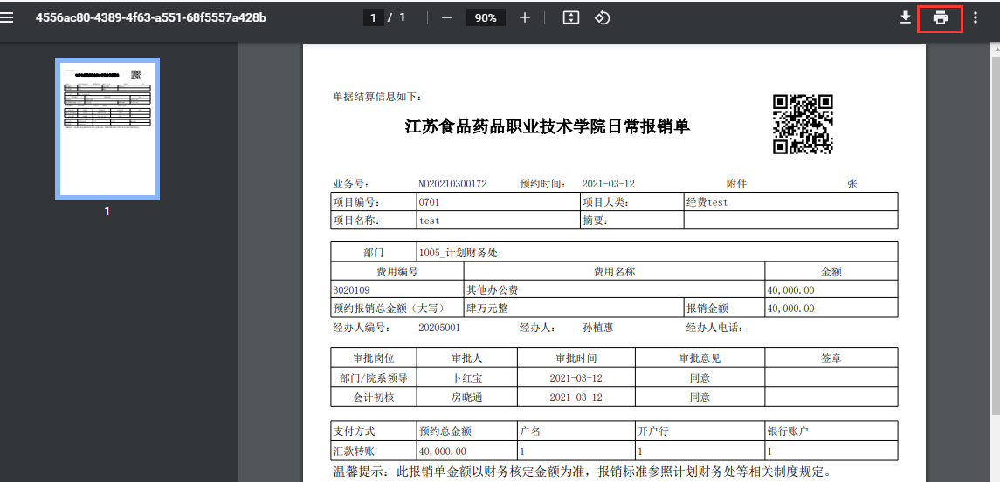 4556ac80-4389-4f63-a551-68f5557a428b 1 / 1 — 90% +
单据结算信息如下：
江苏食品药品职业技术学院日常报销单
业务号： NO20210300172 预约时间： 2021-03-12 附件 张
项目编号： 0701 项目大类： 经费test
项目名称： test 摘要：
部门 1005_计划财务处
费用编号 费用名称 金额
3020109 其他办公费 40,000.00
预约报销总金额（大写） 肆万元整 报销金额 40,000.00
经办人编号： 20205001 经办人： 孙植惠 经办人电话：
审批岗位 审批人 审批时间 审批意见 签章
部门/院系领导 卜红宝 2021-03-12 同意
会计初核 房晓通 2021-03-12 同意
支付方式 预约总金额 户名 开户行 银行账户
汇款转账 40,000.00 1 1 1
温馨提示：此报销单金额以财务核定金额为准，报销标准参照计划财务处等相关制度规定。
1